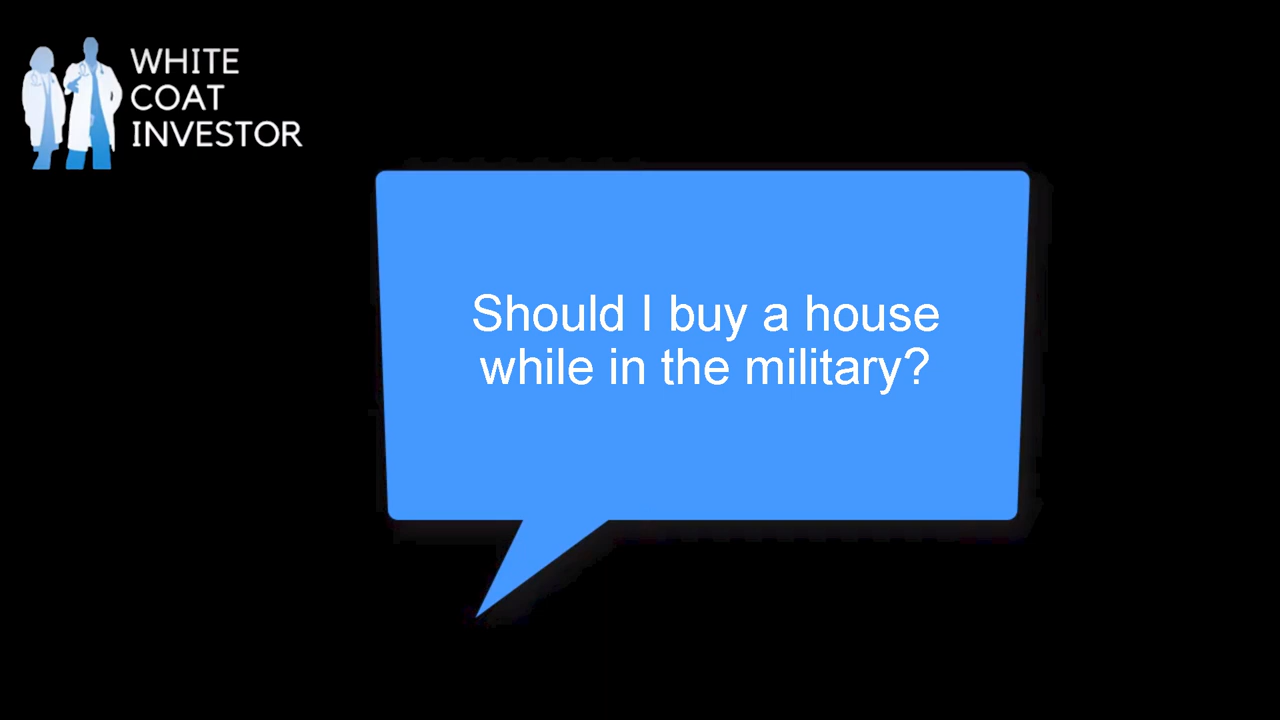 WHITE
COAT
INVESTOR
Should I buy a house
while in the military?